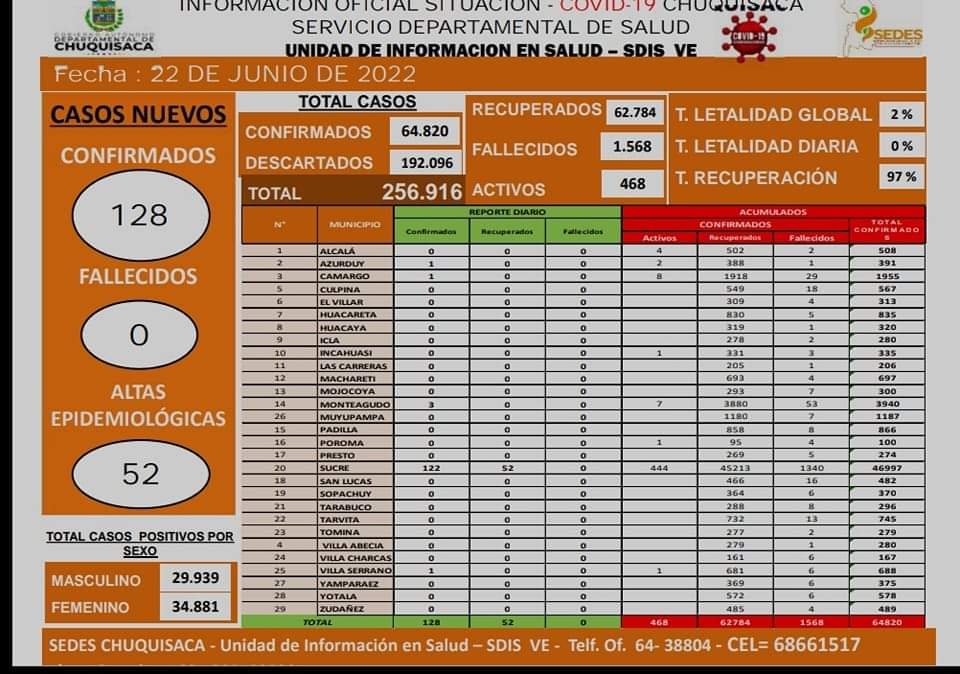 INFORMACIÓN OFICIAL SITUACIÓN - COVID-19 CHUQUISACA
SERVICIO DEPARTAMENTAL DE SALUD
UNIDAD DE INFORMACION EN SALUD – SDIS VE
GOBIERNO AUTÓNOMO
DEPARTAMENTAL DE
CHUQUISACA
COVID-19
SEDES
Fecha : 22 DE JUNIO DE 2022
CASOS NUEVOS
CONFIRMADOS
128
FALLECIDOS
0
ALTAS
EPIDEMIOLÓGICAS
52
TOTAL CASOS POSITIVOS POR
SEXO
MASCULINO 29.939
FEMENINO 34.881
TOTAL CASOS
CONFIRMADOS 64.820
DESCARTADOS 192.096
TOTAL 256.916
RECUPERADOS 62.784
FALLECIDOS 1.568
ACTIVOS 468
T. LETALIDAD GLOBAL 2 %
T. LETALIDAD DIARIA 0 %
T. RECUPERACIÓN 97 %
N° MUNICIPIO REPORTE DIARIO ACUMULADOS
CONFIRMADOS TOTAL CONFIRMADOS
Confirmados Recuperados Fallecidos Activos Recuperados Fallecidos
1 ALCALÁ 0 0 0 4 502 2 508
2 AZURDUY 1 0 0 2 388 1 391
3 CAMARGO 1 0 0 8 1918 29 1955
5 CULPINA 0 0 0 549 18 567
6 EL VILLAR 0 0 0 309 4 313
7 HUACARETA 0 0 0 830 5 835
8 HUACAYA 0 0 0 319 1 320
9 ICLA 0 0 0 278 2 280
10 INCAHUASI 0 0 0 1 331 3 335
11 LAS CARRERAS 0 0 0 205 1 206
12 MACHARETI 0 0 0 693 4 697
13 MOJOCOYA 0 0 0 293 7 300
14 MONTEAGUDO 3 0 0 7 3880 53 3940
26 MUYUPAMPA 0 0 0 1180 7 1187
15 PADILLA 0 0 0 858 8 866
16 POROMA 0 0 0 1 95 4 100
17 PRESTO 0 0 0 269 5 274
20 SUCRE 122 52 0 444 45213 1340 46997
18 SAN LUCAS 0 0 0 466 16 482
19 SOPACHUY 0 0 0 364 6 370
21 TARABUCO 0 0 0 288 8 296
22 TARVITA 0 0 0 732 13 745
23 TOMINA 0 0 0 277 2 279
4 VILLA ABECIA 0 0 0 279 1 280
24 VILLA CHARCAS 0 0 0 161 6 167
25 VILLA SERRANO 1 0 0 1 681 6 688
27 YAMPARAEZ 0 0 0 369 6 375
28 YOTALA 0 0 0 572 6 578
29 ZUDAÑEZ 0 0 0 485 4 489
TOTAL 128 52 0 468 62784 1568 64820
SEDES CHUQUISACA - Unidad de Información en Salud – SDIS VE - Telf. Of. 64- 38804 - CEL= 68661517